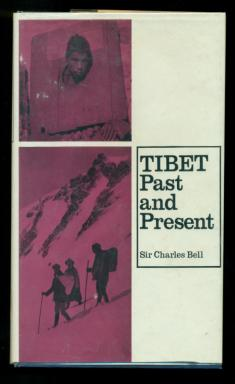 TIBET
Past
and
Present
Sir Charles Bell